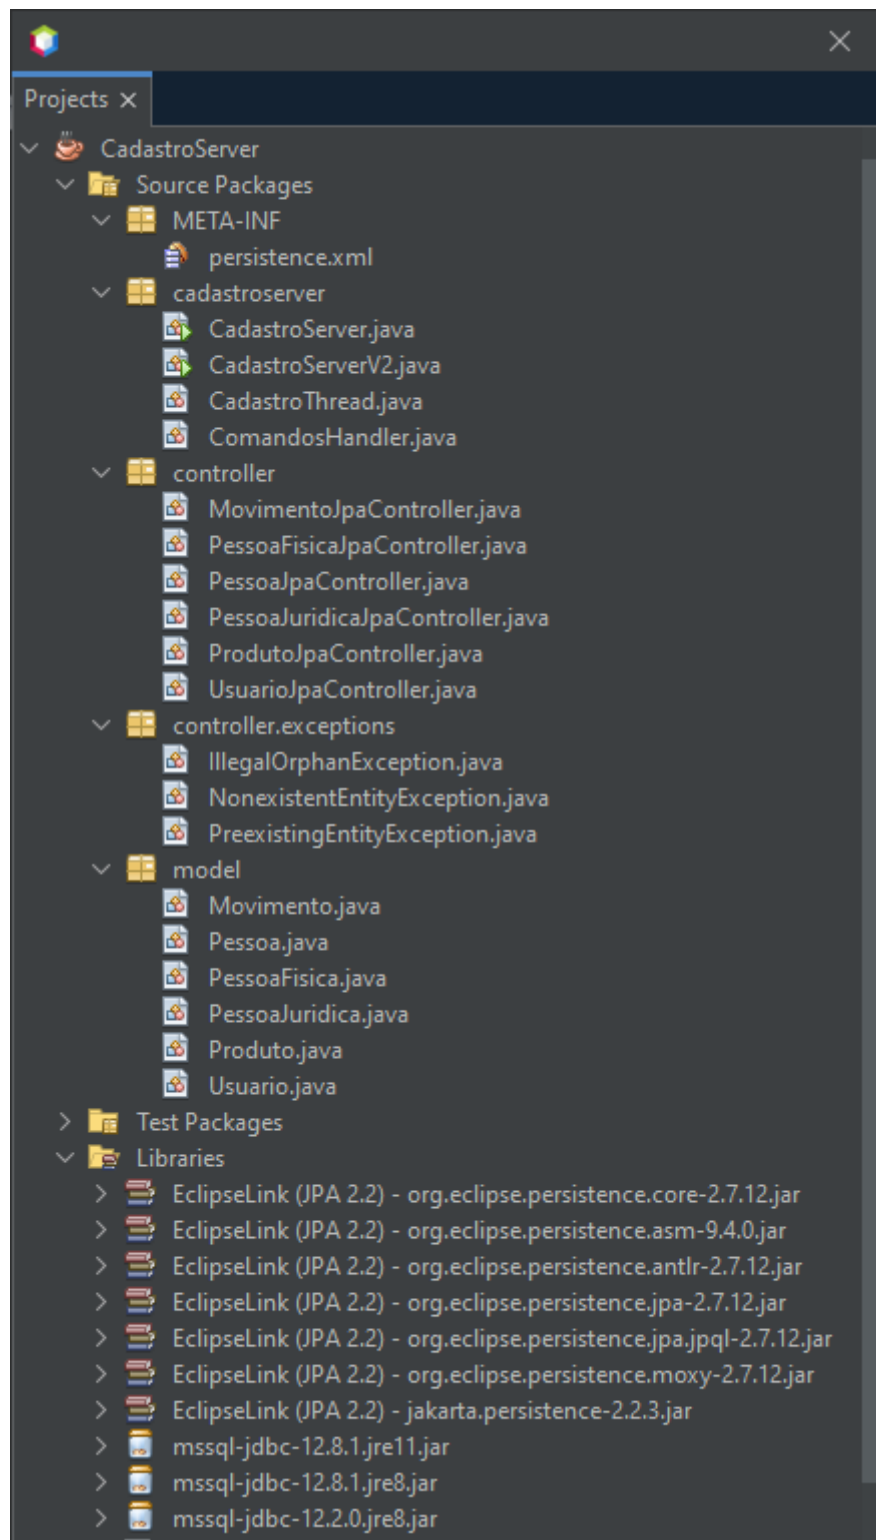 Projects
CadastroServer
Source Packages
META-INF
persistence.xml
cadastroserver
CadastroServer.java
CadastroServerV2.java
CadastroThread.java
ComandosHandler.java
controller
MovimentoJpaController.java
PessoaFisicaJpaController.java
PessoaJpaController.java
PessoaJuridicaJpaController.java
ProdutoJpaController.java
UsuarioJpaController.java
controller.exceptions
IllegalOrphanException.java
NonexistentEntityException.java
PreexistingEntityException.java
model
Movimento.java
Pessoa.java
PessoaFisica.java
PessoaJuridica.java
Produto.java
Usuario.java
Test Packages
Libraries
EclipseLink (JPA 2.2) - org.eclipse.persistence.core-2.7.12.jar
EclipseLink (JPA 2.2) - org.eclipse.persistence.asm-9.4.0.jar
EclipseLink (JPA 2.2) - org.eclipse.persistence.antlr-2.7.12.jar
EclipseLink (JPA 2.2) - org.eclipse.persistence.jpa-2.7.12.jar
EclipseLink (JPA 2.2) - org.eclipse.persistence.jpa.jpql-2.7.12.jar
EclipseLink (JPA 2.2) - org.eclipse.persistence.moxy-2.7.12.jar
EclipseLink (JPA 2.2) - jakarta.persistence-2.2.3.jar
mssql-jdbc-12.8.1.jre11.jar
mssql-jdbc-12.8.1.jre8.jar
mssql-jdbc-12.2.0.jre8.jar